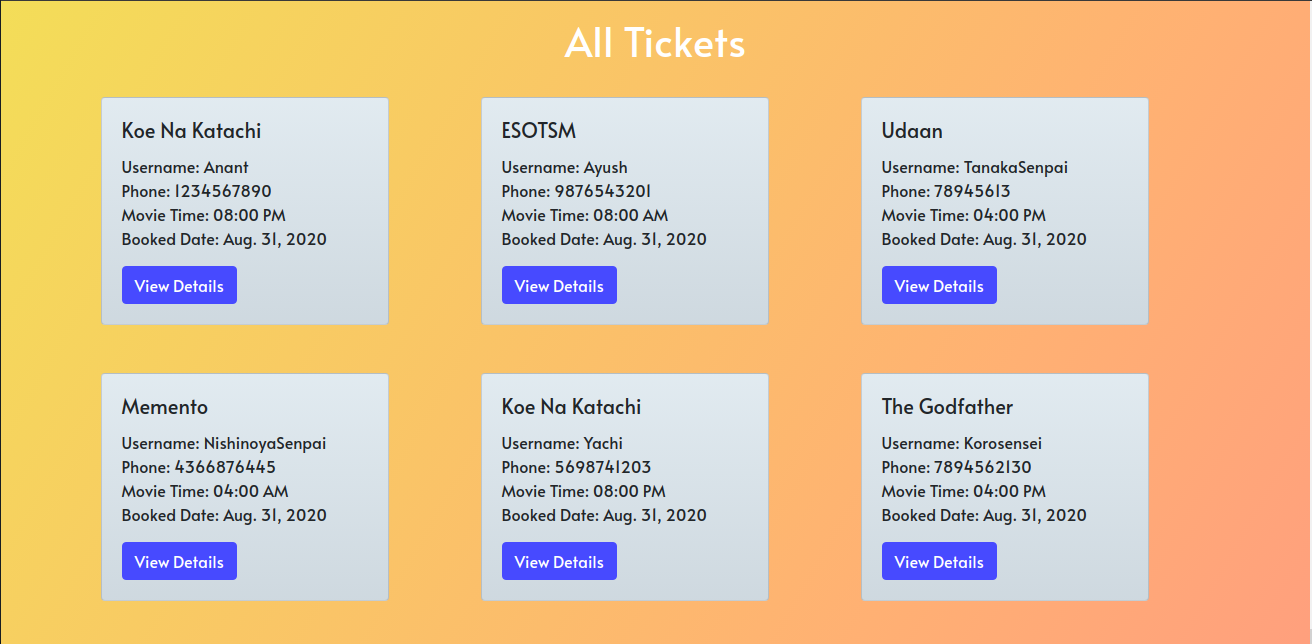 All Tickets
Koe Na Katachi
Username: Anant
Phone: 1234567890
Movie Time: 08:00 PM
Booked Date: Aug. 31, 2020
View Details
ESOTSM
Username: Ayush
Phone: 9876543201
Movie Time: 08:00 AM
Booked Date: Aug. 31, 2020
View Details
Udaan
Username: TanakaSenpai
Phone: 78945613
Movie Time: 04:00 PM
Booked Date: Aug. 31, 2020
View Details
Memento
Username: NishinoyaSenpai
Phone: 4366876445
Movie Time: 04:00 AM
Booked Date: Aug. 31, 2020
View Details
Koe Na Katachi
Username: Yachi
Phone: 5698741203
Movie Time: 08:00 PM
Booked Date: Aug. 31, 2020
View Details
The Godfather
Username: Korosensei
Phone: 7894562130
Movie Time: 04:00 PM
Booked Date: Aug. 31, 2020
View Details